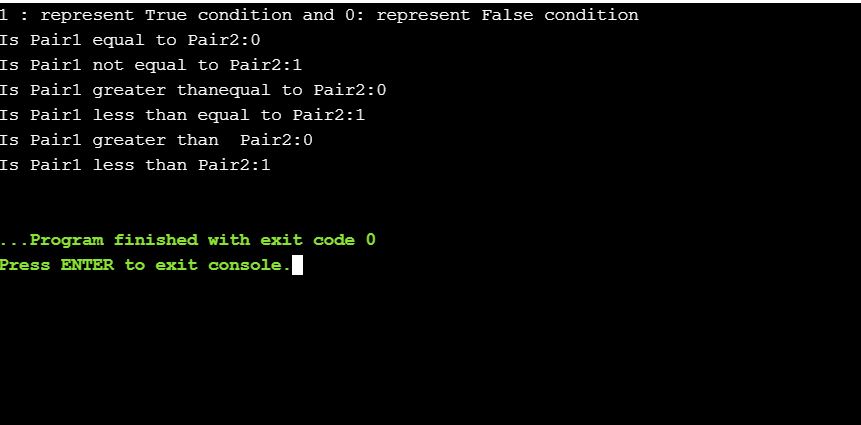 1 : represent True condition and 0: represent False condition
Is Pair1 equal to Pair2:0
Is Pair1 not equal to Pair2:1
Is Pair1 greater thanequal to Pair2:0
Is Pair1 less than equal to Pair2:1
Is Pair1 greater than  Pair2:0
Is Pair1 less than Pair2:1
...Program finished with exit code 0
Press ENTER to exit console.